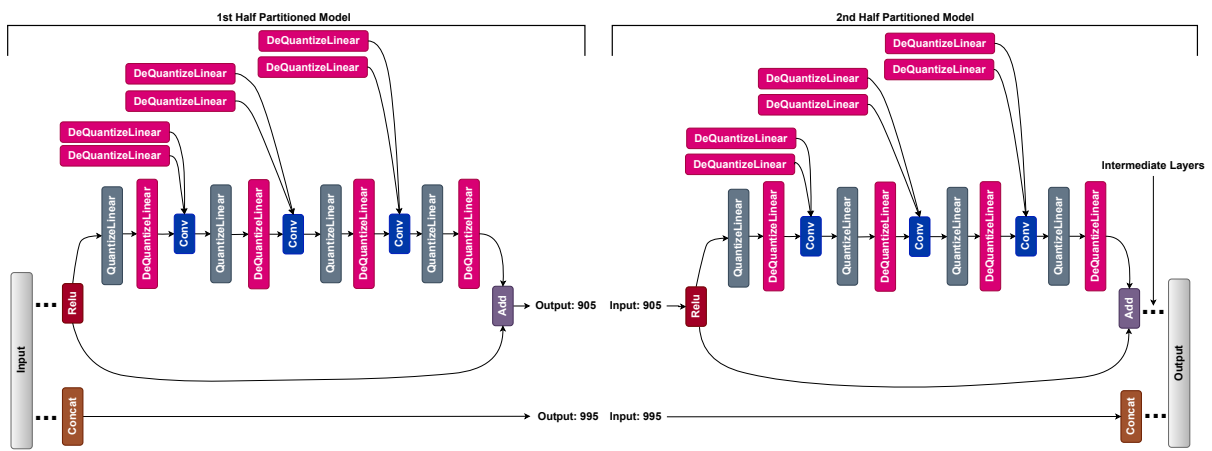 1st Half Partitioned Model
DeQuantizeLinear
DeQuantizeLinear
DeQuantizeLinear
DeQuantizeLinear
DeQuantizeLinear
DeQuantizeLinear
QuantizeLinear
DeQuantizeLinear
Conv
QuantizeLinear
DeQuantizeLinear
Conv
QuantizeLinear
DeQuantizeLinear
Conv
QuantizeLinear
DeQuantizeLinear
Input
Relu
Add
Output: 905
Concat
Output: 995
2nd Half Partitioned Model
DeQuantizeLinear
DeQuantizeLinear
DeQuantizeLinear
DeQuantizeLinear
DeQuantizeLinear
DeQuantizeLinear
Intermediate Layers
QuantizeLinear
DeQuantizeLinear
Conv
QuantizeLinear
DeQuantizeLinear
Conv
QuantizeLinear
DeQuantizeLinear
Conv
QuantizeLinear
DeQuantizeLinear
Input: 905
Relu
Add
Output
Input: 995
Concat